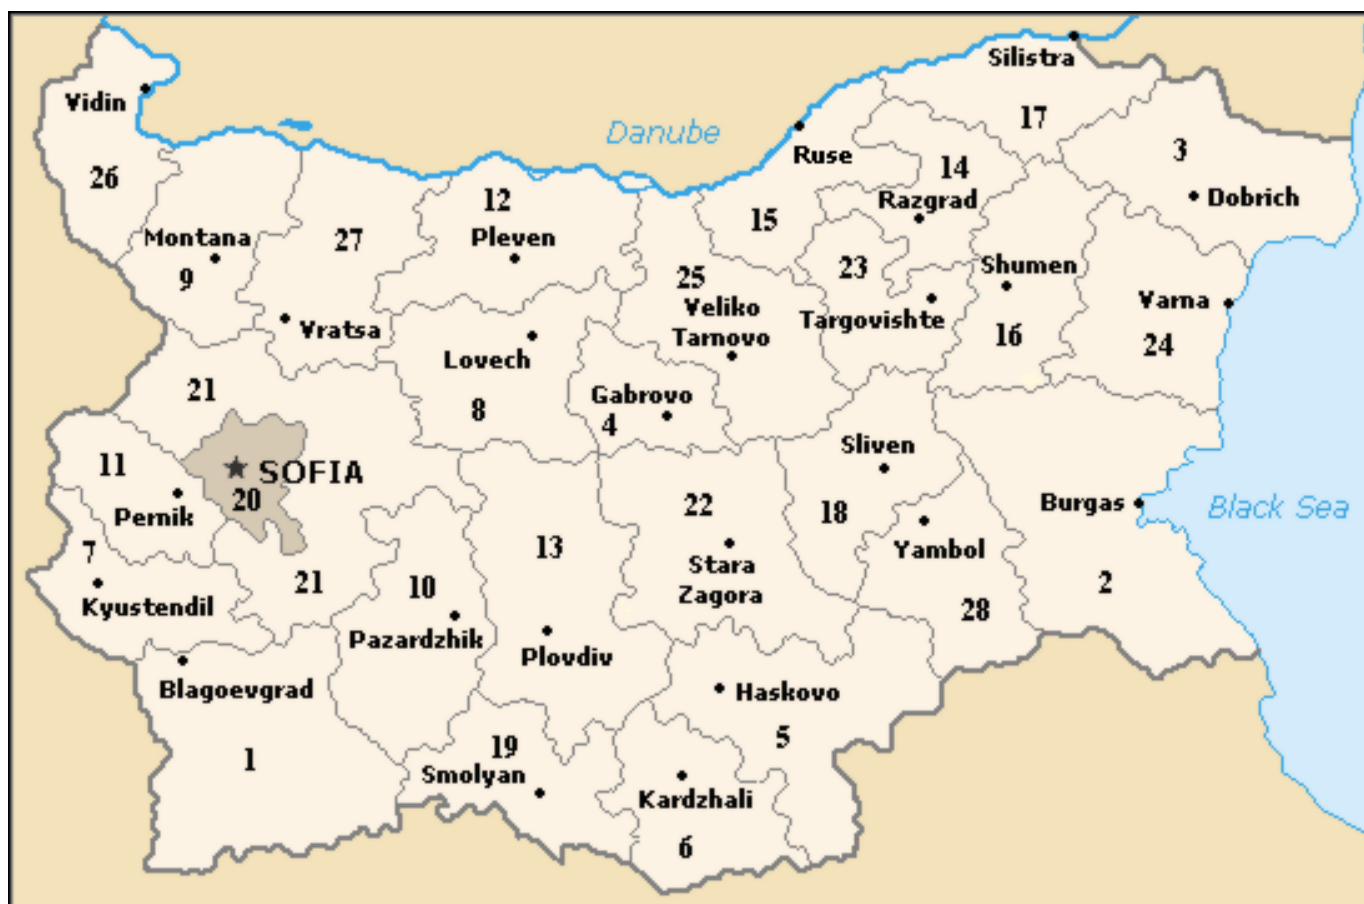 Silistra
Vidin
17
Danube
Ruse
3
26
14
12
Razgrad
Dobrich
15
27
Montana
Pleven
23
Shumen
9
25
Veliko
Tarnovo
Varna
Vratsa
Targovishte
16
24
Lovech
21
Gabrovo
8
4
Sliven
11
SOFIA
20
22
18
Burgas
Black Sea
Pernik
7
13
Yambol
Stara
Zagora
21
10
2
Kyustendil
28
Pazardzhik
Plovdiv
Blagoevgrad
Haskovo
5
19
1
Smolyan
Kardzhali
6